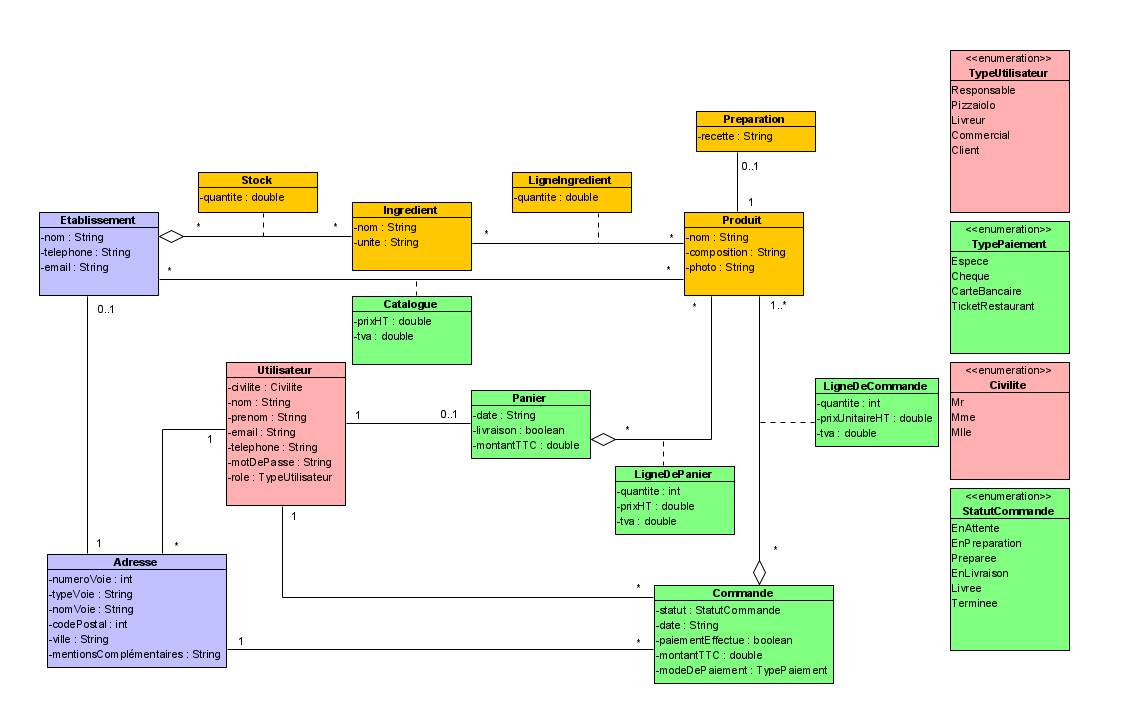 <<enumeration>>
TypeUtilisateur
Responsable
Pizzaiolo
Livreur
Commercial
Client
Preparation
-recette : String
0..1
1
Stock
-quantite : double
LigneIngredient
-quantite : double
Etablissement
-nom : String
-telephone : String
-email : String
*
*
Ingredient
-nom : String
-unite : String
*
*
Produit
-nom : String
-composition : String
-photo : String
*
*
<<enumeration>>
TypePaiement
Espece
Cheque
CarteBancaire
TicketRestaurant
0..1
Catalogue
-prixHT : double
-tva : double
*
1..*
Utilisateur
-civilite : Civilite
-nom : String
-prenom : String
-email : String
-telephone : String
-motDePasse : String
-role : TypeUtilisateur
1
0..1
Panier
-date : String
-livraison : boolean
-montantTTC : double
*
LigneDeCommande
-quantite : int
-prixUnitaireHT : double
-tva : double
<<enumeration>>
Civilite
Mr
Mme
Mlle
1
LigneDePanier
-quantite : int
-prixHT : double
-tva : double
<<enumeration>>
StatutCommande
EnAttente
EnPreparation
Preparee
EnLivraison
Livree
Terminee
1
1
*
*
Adresse
-numeroVoie : int
-typeVoie : String
-nomVoie : String
-codePostal : int
-ville : String
-mentionsComplémentaires : String
*
1
*
Commande
-statut : StatutCommande
-date : String
-paiementEffectue : boolean
-montantTTC : double
-modeDePaiement : TypePaiement